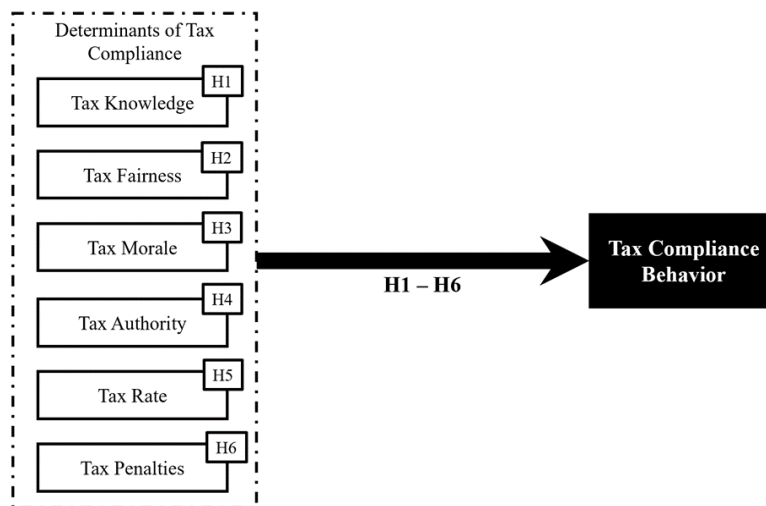 Determinants of Tax
Compliance
H1
Tax Knowledge
H2
Tax Fairness
H3
Tax Morale
H4
Tax Authority
H5
Tax Rate
H6
Tax Penalties
H1 – H6
Tax Compliance
Behavior